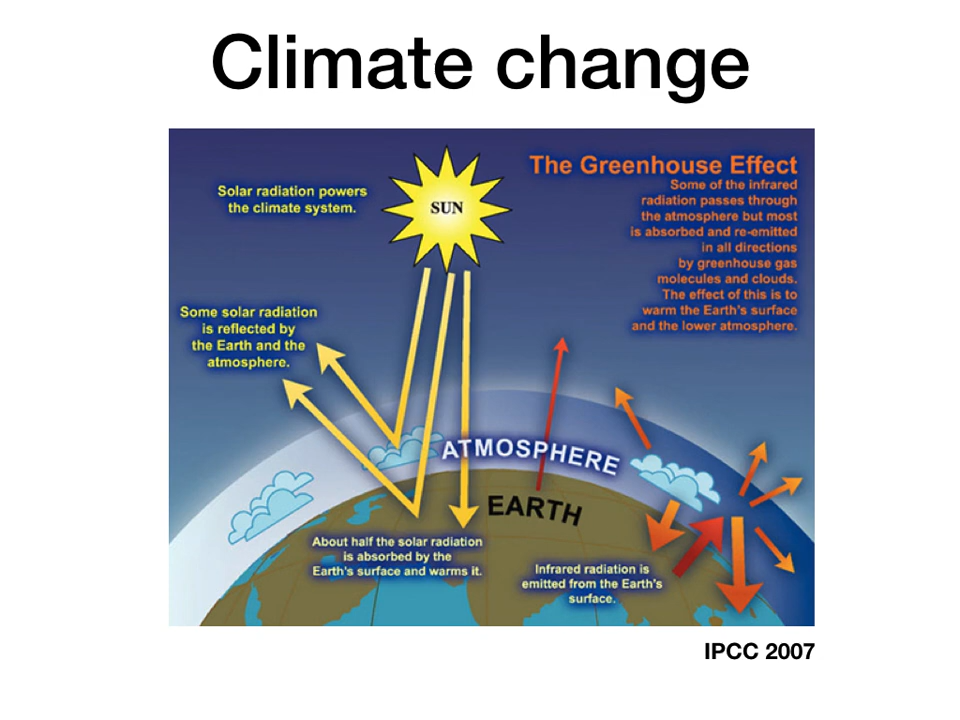 Climate change
The Greenhouse Effect
Some of the infrared
radiation passes through
the atmosphere but most
is absorbed and re-emitted
in all directions
by greenhouse gas
molecules and clouds.
The effect of this is to
warm the Earth's surface
and the lower atmosphere.
Solar radiation powers
the climate system.
SUN
Some solar radiation
is reflected by
the Earth and the
atmosphere.
ATMOSPHERE
EARTH
About half the solar radiation
is absorbed by the
Earth's surface and warms it.
Infrared radiation is
emitted from the Earth's
surface.
IPCC 2007